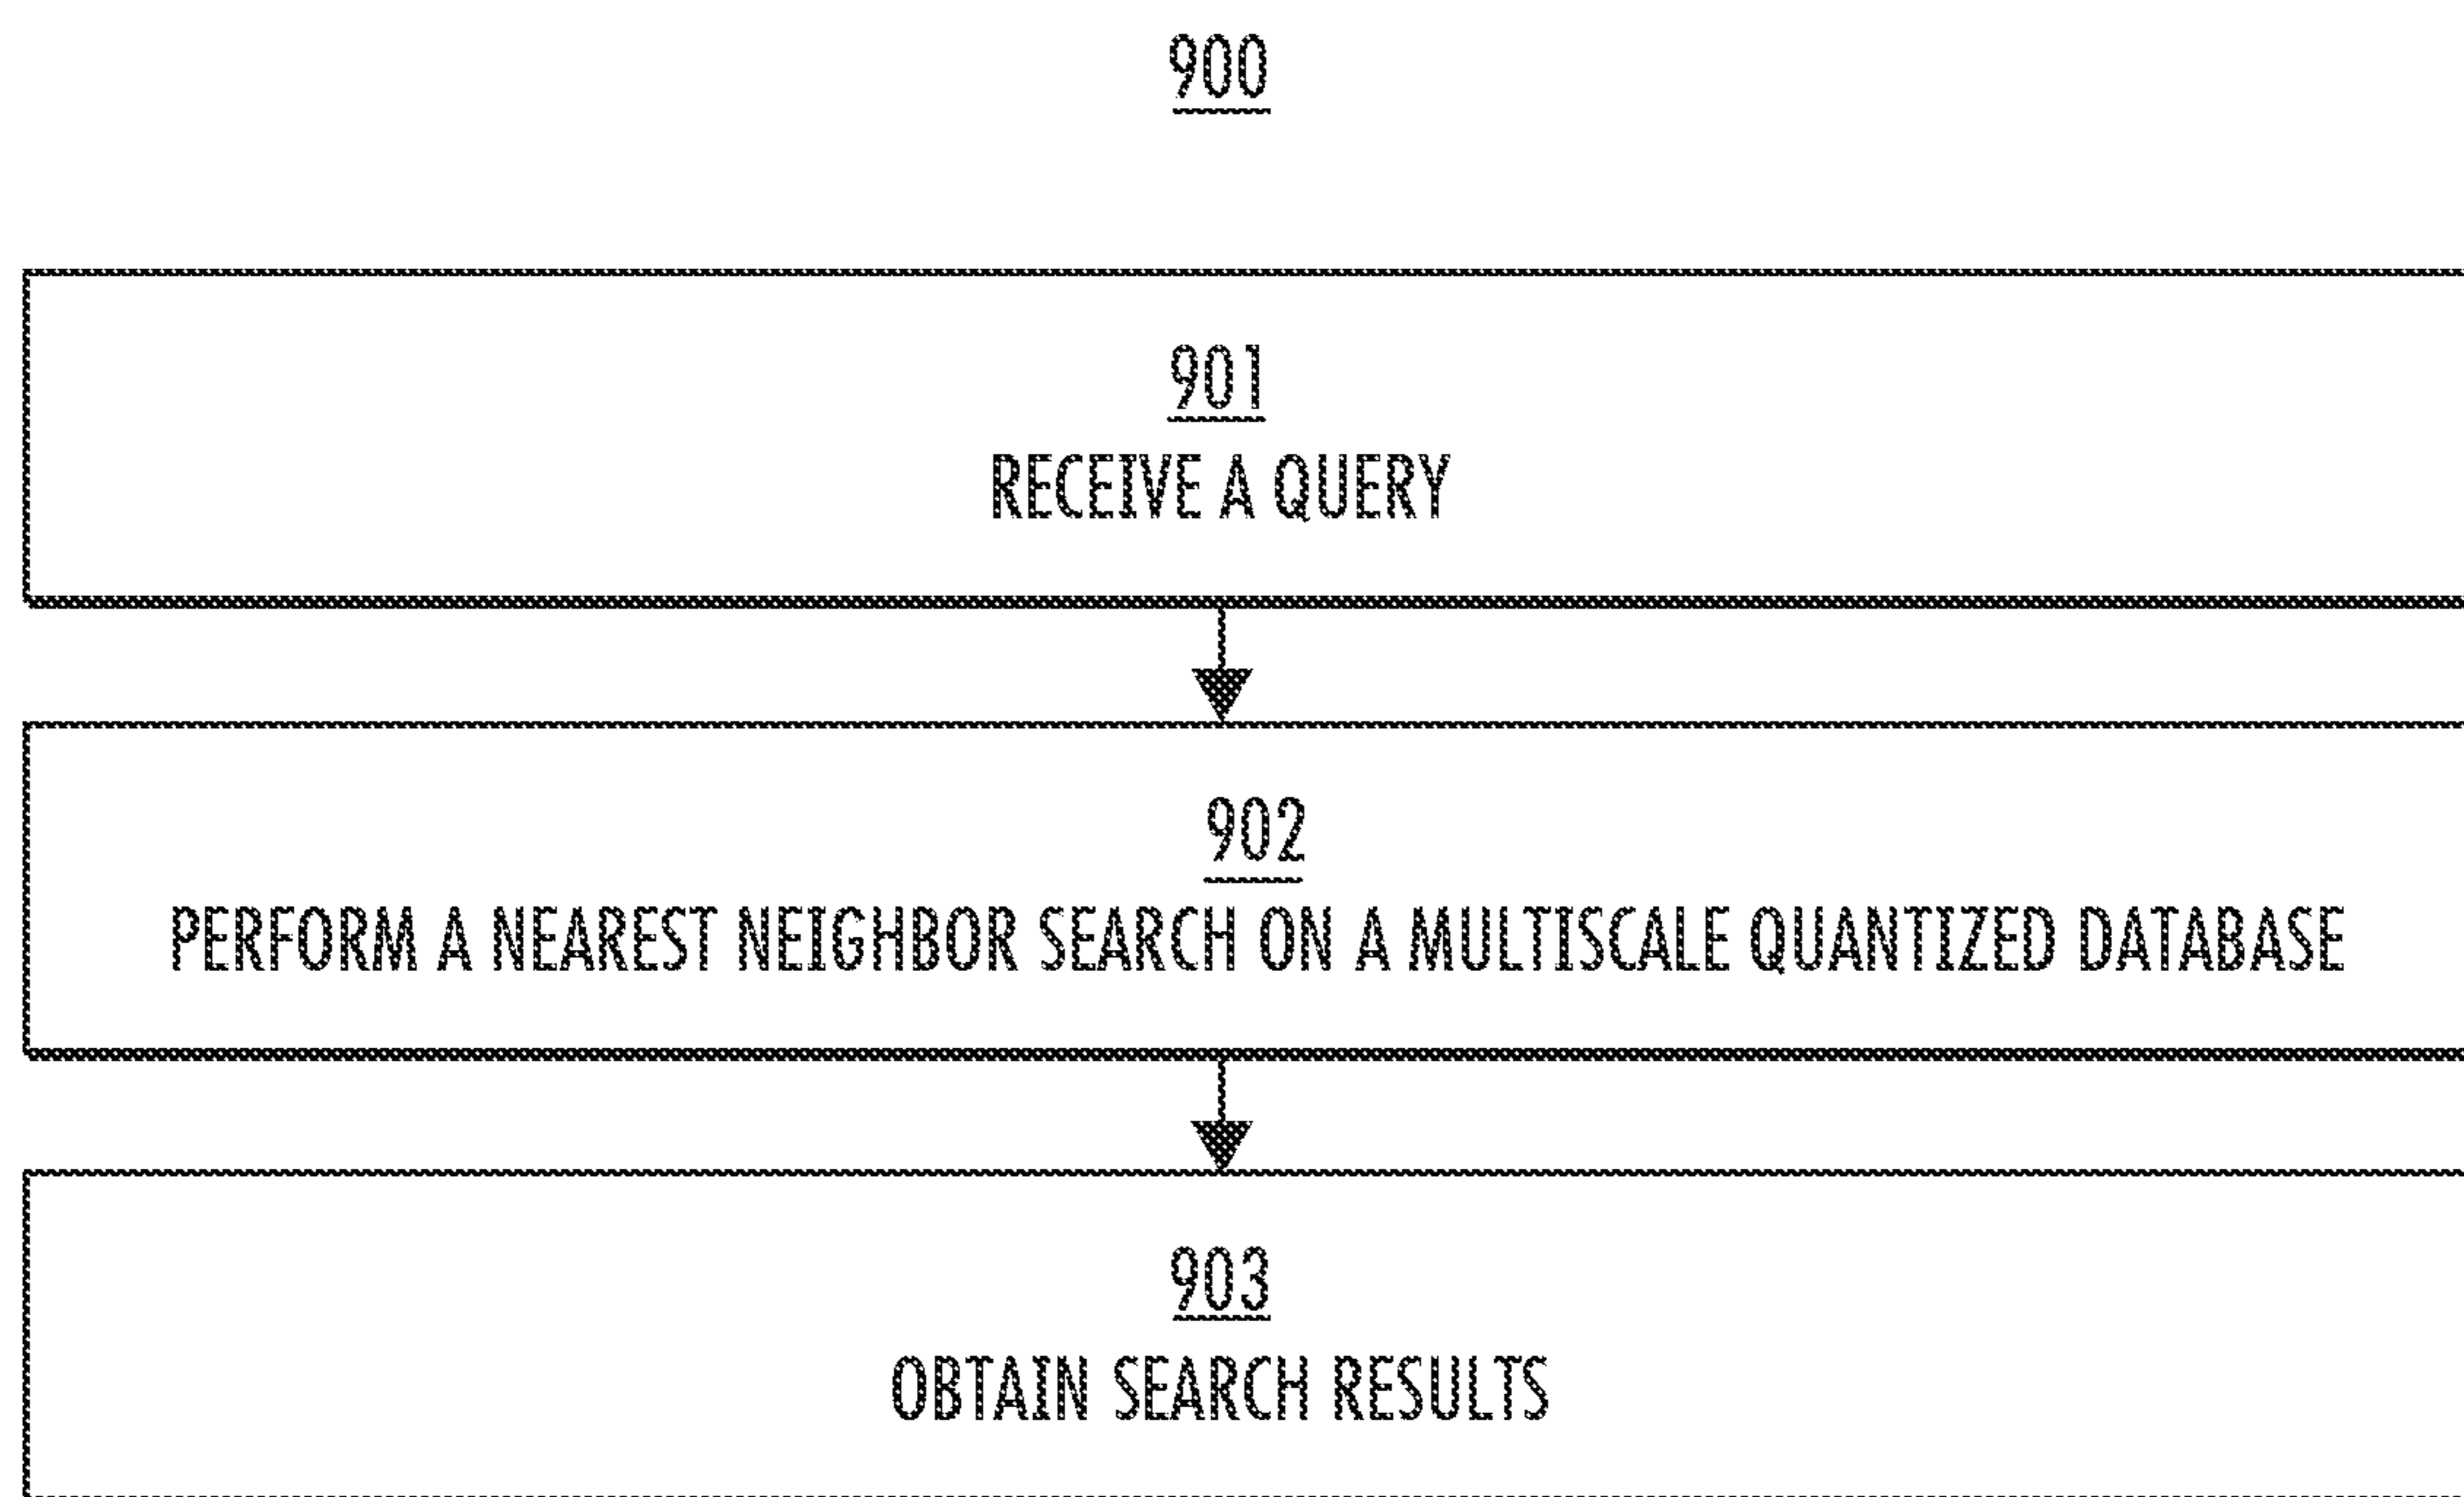 900
901
RECEIVE A QUERY
902
PERFORM A NEAREST NEIGHBOR SEARCH ON A MULTISCALE QUANTIZED DATABASE
903
OBTAIN SEARCH RESULTS